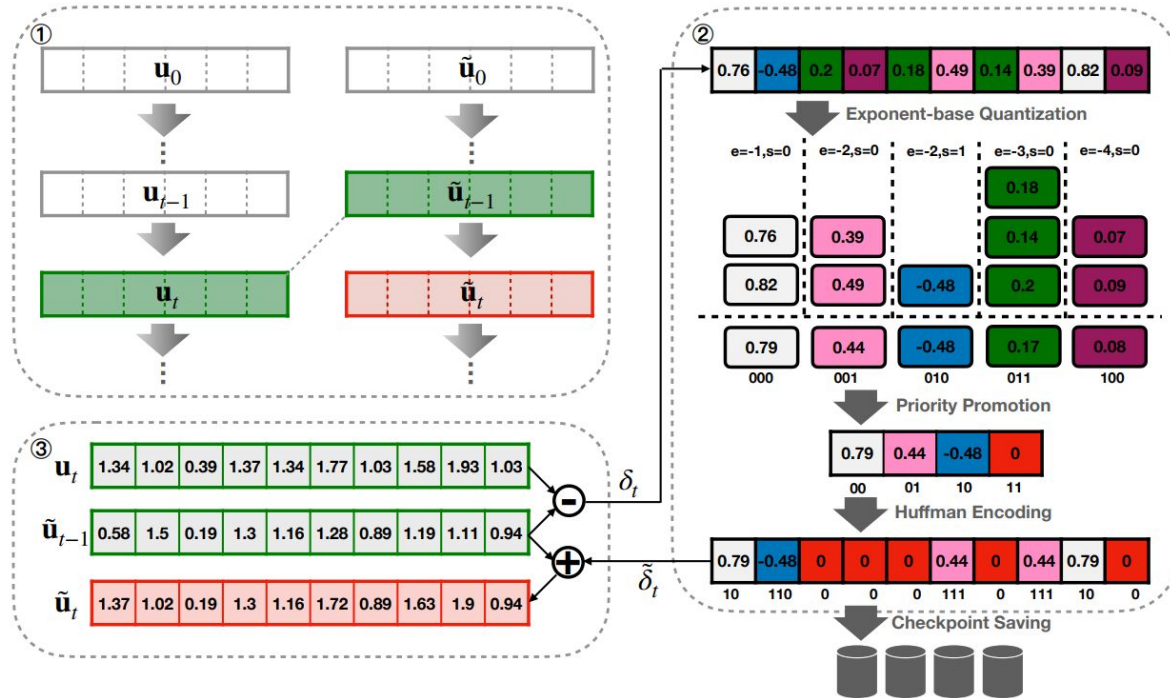 ①
𝐮₀ ũ₀
𝐮ₜ₋₁ ũₜ₋₁
𝐮ₜ ũₜ
②
0.76 -0.48 0.2 0.07 0.18 0.49 0.14 0.39 0.82 0.09
Exponent-base Quantization
e=-1,s=0 e=-2,s=0 e=-2,s=1 e=-3,s=0 e=-4,s=0
0.18
0.76 0.39 0.14 0.07
0.82 0.49 -0.48 0.2 0.09
0.79 0.44 -0.48 0.17 0.08
000 001 010 011 100
Priority Promotion
0.79 0.44 -0.48 0
00 01 10 11
Huffman Encoding
0.79 -0.48 0 0 0 0.44 0 0.44 0.79 0
10 110 0 0 0 111 0 111 10 0
Checkpoint Saving
③
𝐮ₜ 1.34 1.02 0.39 1.37 1.34 1.77 1.03 1.58 1.93 1.03
- δₜ
ũₜ₋₁ 0.58 1.5 0.19 1.3 1.16 1.28 0.89 1.19 1.11 0.94
+ δ̃ₜ
ũₜ 1.37 1.02 0.19 1.3 1.16 1.72 0.89 1.63 1.9 0.94